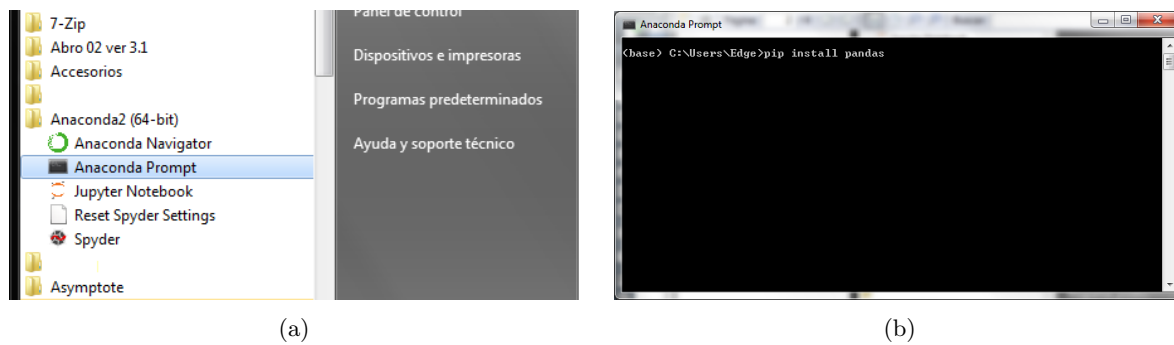 7-Zip
Abro 02 ver 3.1
Accesorios
Anaconda2 (64-bit)
Anaconda Navigator
Anaconda Prompt
Jupyter Notebook
Reset Spyder Settings
Spyder
Asymptote
Panel de control
Dispositivos e impresoras
Programas predeterminados
Ayuda y soporte técnico
(a)
Anaconda Prompt
(base) C:\Users\Edge>pip install pandas
(b)